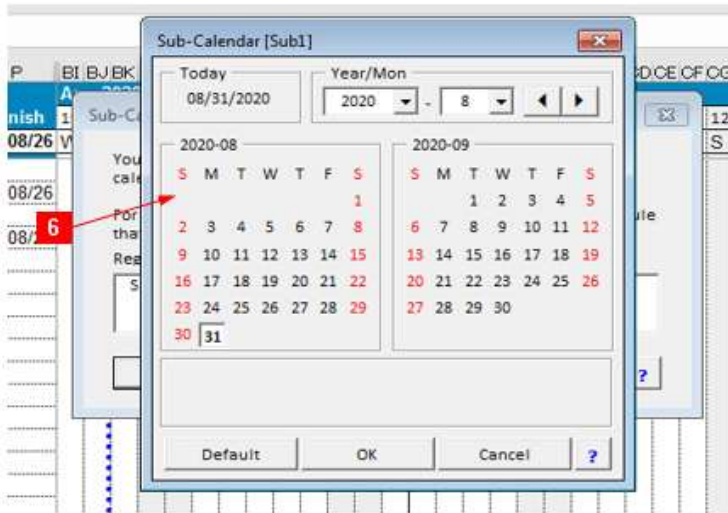 Sub-Calendar [Sub1]
P BI BJ BK CD CE CF CG
nish
08/26 S
08/26
Sub-Ca
You
cale
For
tha
Reg
S
6
12
ule
?
Today
08/31/2020
Year/Mon
2020 - 8
2020-08
S M T W T F S
1
2 3 4 5 6 7 8
9 10 11 12 13 14 15
16 17 18 19 20 21 22
23 24 25 26 27 28 29
30 31
2020-09
S M T W T F S
1 2 3 4 5
6 7 8 9 10 11 12
13 14 15 16 17 18 19
20 21 22 23 24 25 26
27 28 29 30
Default OK Cancel ?